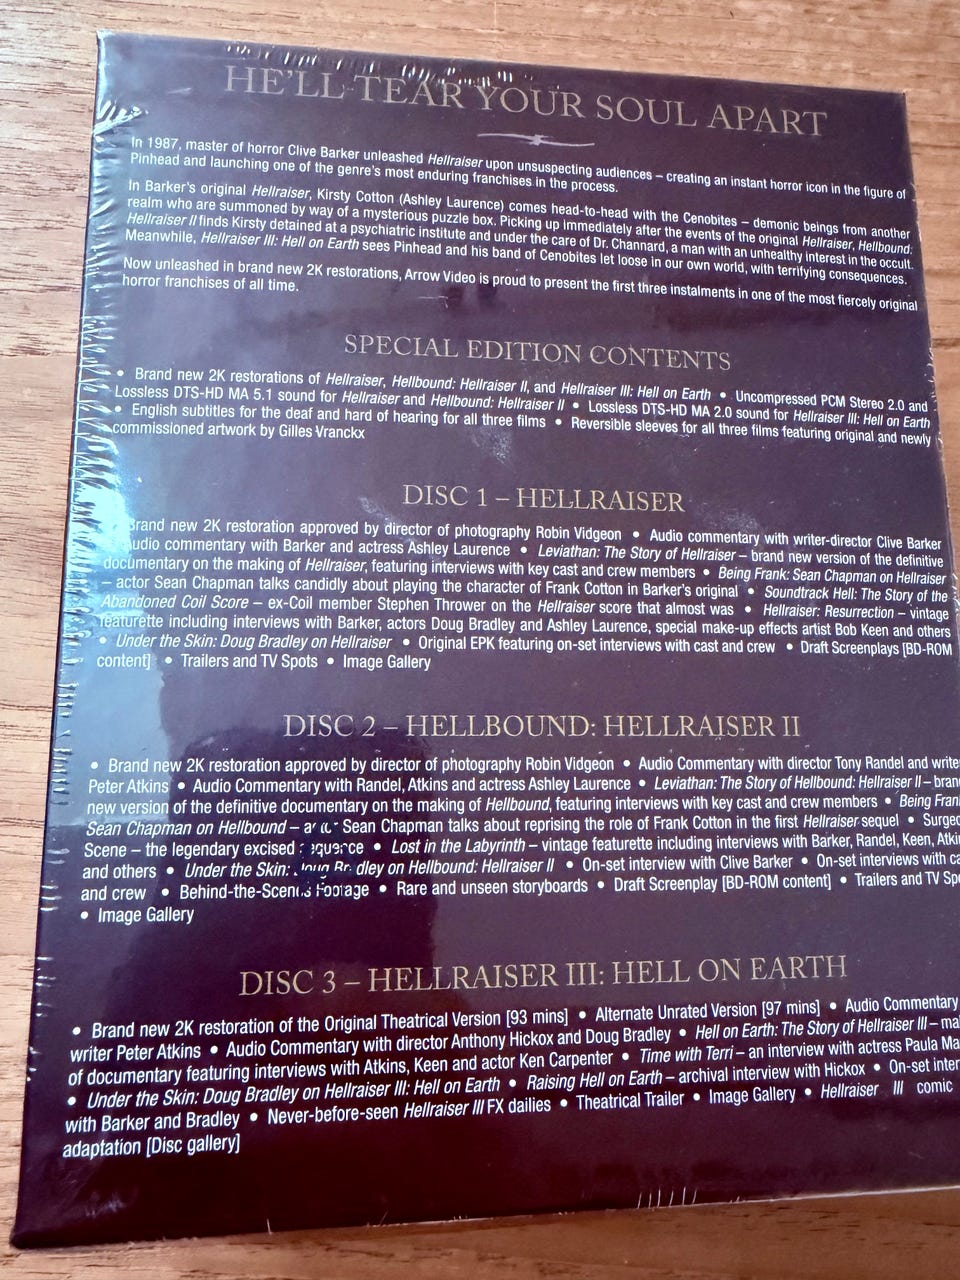 HE'LL TEAR YOUR SOUL APART
In 1987, master of horror Clive Barker unleashed Hellraiser upon unsuspecting audiences – creating an instant horror icon in the figure of
Pinhead and launching one of the genre's most enduring franchises in the process.
In Barker's original Hellraiser, Kirsty Cotton (Ashley Laurence) comes head-to-head with the Cenobites – demonic beings from another
realm who are summoned by way of a mysterious puzzle box. Picking up immediately after the events of the original Hellraiser, Hellbound:
Hellraiser II finds Kirsty detained at a psychiatric institute and under the care of Dr. Channard, a man with an unhealthy interest in the occult.
Meanwhile, Hellraiser III: Hell on Earth sees Pinhead and his band of Cenobites let loose in our own world, with terrifying consequences.
Now unleashed in brand new 2K restorations, Arrow Video is proud to present the first three instalments in one of the most fiercely original
horror franchises of all time.
SPECIAL EDITION CONTENTS
• Brand new 2K restorations of Hellraiser, Hellbound: Hellraiser II, and Hellraiser III: Hell on Earth • Uncompressed PCM Stereo 2.0 and
Lossless DTS-HD MA 5.1 sound for Hellraiser and Hellbound: Hellraiser II • Lossless DTS-HD MA 2.0 sound for Hellraiser III: Hell on Earth
• English subtitles for the deaf and hard of hearing for all three films • Reversible sleeves for all three films featuring original and newly
commissioned artwork by Gilles Vranckx
DISC 1 – HELLRAISER
Brand new 2K restoration approved by director of photography Robin Vidgeon • Audio commentary with writer-director Clive Barker
Audio commentary with Barker and actress Ashley Laurence • Leviathan: The Story of Hellraiser – brand new version of the definitive
documentary on the making of Hellraiser, featuring interviews with key cast and crew members • Being Frank: Sean Chapman on Hellraiser
– actor Sean Chapman talks candidly about playing the character of Frank Cotton in Barker's original • Soundtrack Hell: The Story of the
Abandoned Coil Score – ex-Coil member Stephen Thrower on the Hellraiser score that almost was • Hellraiser: Resurrection – vintage
featurette including interviews with Barker, actors Doug Bradley and Ashley Laurence, special make-up effects artist Bob Keen and others
• Under the Skin: Doug Bradley on Hellraiser • Original EPK featuring on-set interviews with cast and crew • Draft Screenplays [BD-ROM
content] • Trailers and TV Spots • Image Gallery
DISC 2 – HELLBOUND: HELLRAISER II
• Brand new 2K restoration approved by director of photography Robin Vidgeon • Audio Commentary with director Tony Randel and write
Peter Atkins • Audio Commentary with Randel, Atkins and actress Ashley Laurence • Leviathan: The Story of Hellbound: Hellraiser II – bran
new version of the definitive documentary on the making of Hellbound, featuring interviews with key cast and crew members • Being Fran
Sean Chapman on Hellbound – actor Sean Chapman talks about reprising the role of Frank Cotton in the first Hellraiser sequel • Surgeo
Scene – the legendary excised sequence • Lost in the Labyrinth – vintage featurette including interviews with Barker, Randel, Keen, Atki
and others • Under the Skin: Doug Bradley on Hellbound: Hellraiser II • On-set interview with Clive Barker • On-set interviews with ca
and crew • Behind-the-Scenes Footage • Rare and unseen storyboards • Draft Screenplay [BD-ROM content] • Trailers and TV Spo
• Image Gallery
DISC 3 – HELLRAISER III: HELL ON EARTH
• Brand new 2K restoration of the Original Theatrical Version [93 mins] • Alternate Unrated Version [97 mins] • Audio Commentary
writer Peter Atkins • Audio Commentary with director Anthony Hickox and Doug Bradley • Hell on Earth: The Story of Hellraiser III – ma
of documentary featuring interviews with Atkins, Keen and actor Ken Carpenter • Time with Terri – an interview with actress Paula Ma
• Under the Skin: Doug Bradley on Hellraiser III: Hell on Earth • Raising Hell on Earth – archival interview with Hickox • On-set inter
with Barker and Bradley • Never-before-seen Hellraiser III FX dailies • Theatrical Trailer • Image Gallery • Hellraiser III comic
adaptation [Disc gallery]